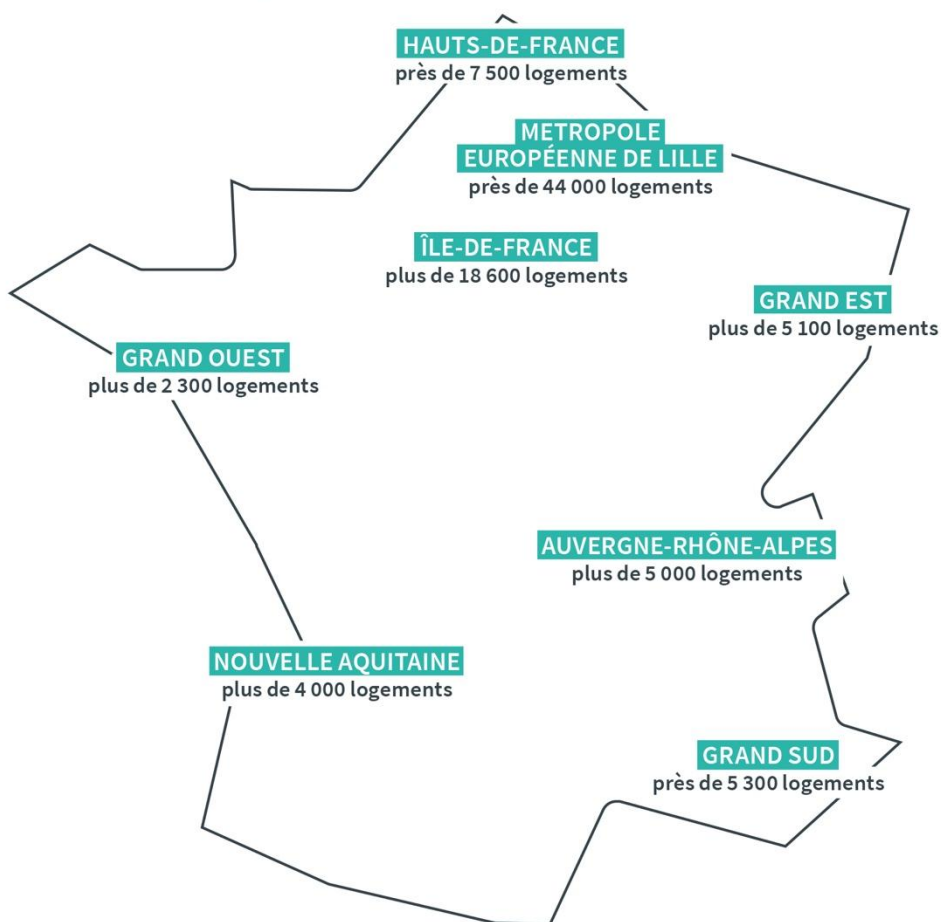 HAUTS-DE-FRANCE
près de 7 500 logements
METROPOLE
EUROPÉENNE DE LILLE
près de 44 000 logements
ÎLE-DE-FRANCE
plus de 18 600 logements
GRAND EST
plus de 5 100 logements
GRAND OUEST
plus de 2 300 logements
AUVERGNE-RHÔNE-ALPES
plus de 5 000 logements
NOUVELLE AQUITAINE
plus de 4 000 logements
GRAND SUD
près de 5 300 logements